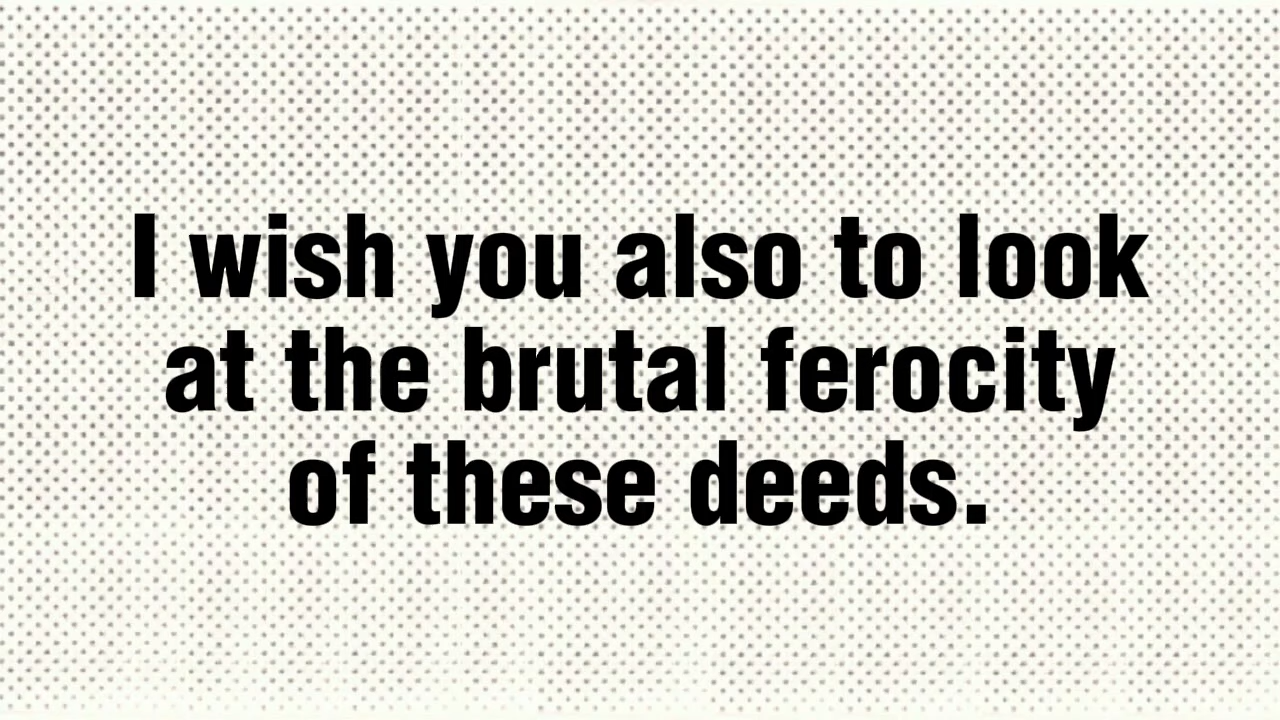 I wish you also to look
at the brutal ferocity
of these deeds.